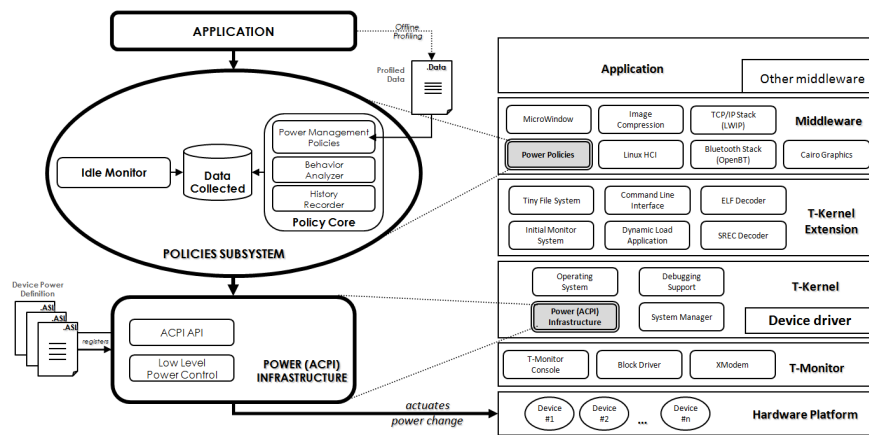 APPLICATION
Offline
Profiling
Profiled
Data
.Data
Power Management
Policies
Behavior
Analyzer
History
Recorder
Policy Core
Idle Monitor
Data
Collected
POLICIES SUBSYSTEM
Device Power
Definition
.ASL
.ASL
.ASL
registers
ACPI API
Low Level
Power Control
POWER (ACPI)
INFRASTRUCTURE
actuates
power change
Application
Other middleware
MicroWindow
Image
Compression
TCP/IP Stack
(LWIP)
Middleware
Power Policies
Linux HCI
Bluetooth Stack
(OpenBT)
Cairo Graphics
Tiny File System
Command Line
Interface
ELF Decoder
T-Kernel
Extension
Initial Monitor
System
Dynamic Load
Application
SREC Decoder
Operating
System
Debugging
Support
T-Kernel
Power (ACPI)
Infrastructure
System Manager
Device driver
T-Monitor
Console
Block Driver
XModem
T-Monitor
Device
#1
Device
#2
...
Device
#n
Hardware Platform